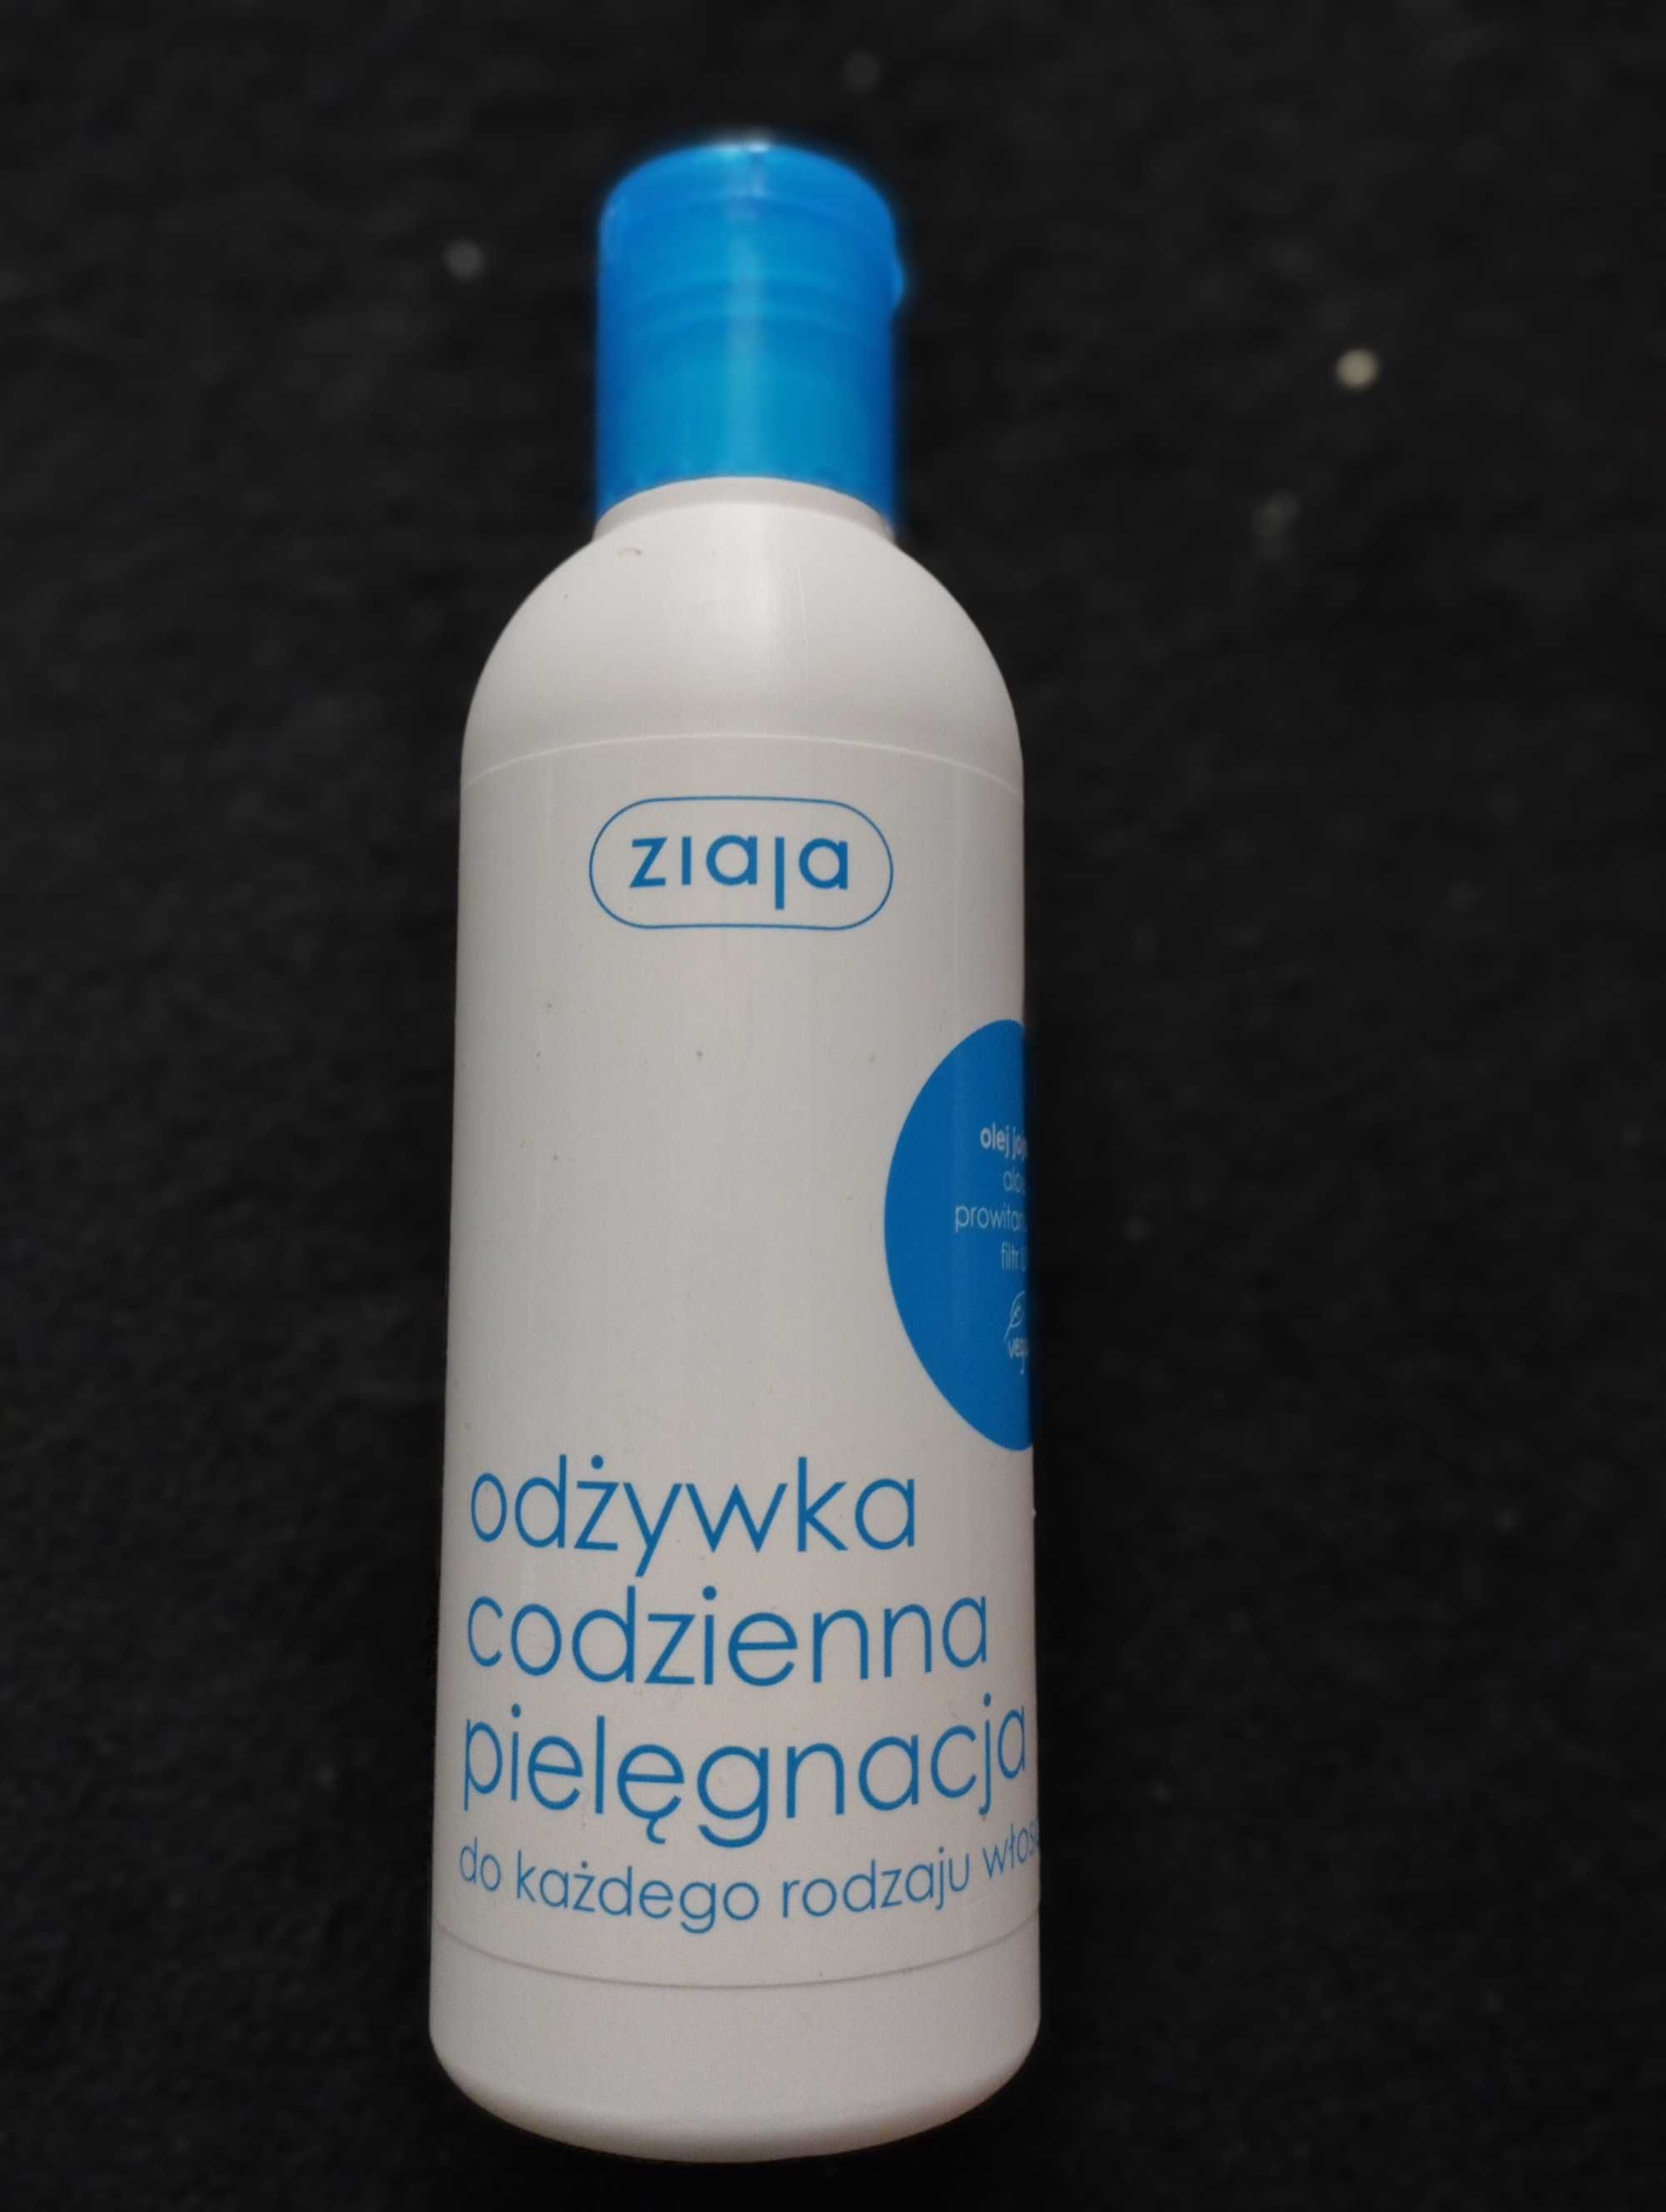 ziaja
olej
filtr
odżywka
codzienna
pielęgnacja
do każdego rodzaju